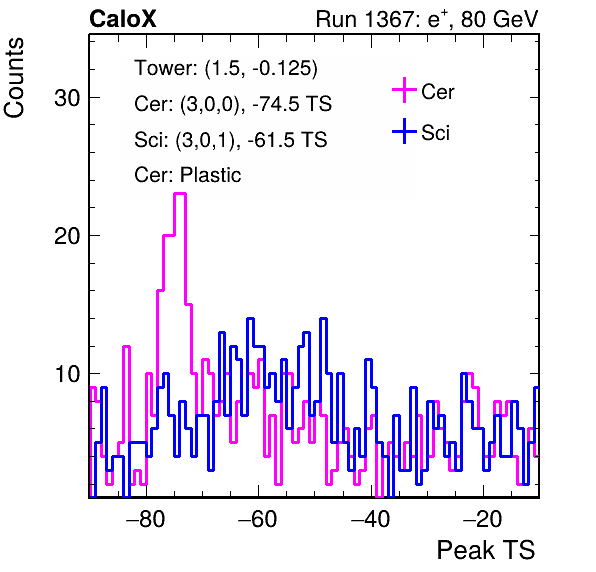 CaloX Run 1367: e⁺, 80 GeV
Counts
Tower: (1.5, -0.125)
Cer: (3,0,0), -74.5 TS
Sci: (3,0,1), -61.5 TS
Cer: Plastic
Cer
Sci
30
20
10
−80 −60 −40 −20
Peak TS